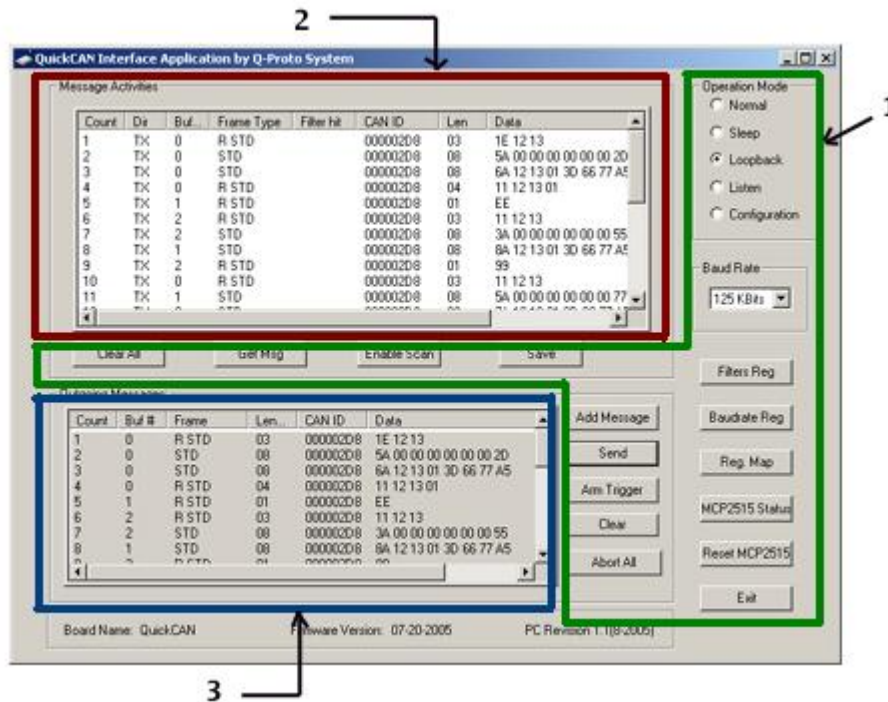 2
QuickCAN Interface Application by Q-Proto System
Message Activities
Count Dir Buf... Frame Type Filter hit CAN ID Len Data
1 TX 0 R STD 000002D8 03 1E 12 13
2 TX 0 STD 000002D8 08 5A 00 00 00 00 00 00 2D
3 TX 0 STD 000002D8 08 6A 12 13 01 3D 66 77 A5
4 TX 0 R STD 000002D8 04 11 12 13 01
5 TX 1 R STD 000002D8 01 EE
6 TX 2 R STD 000002D8 03 11 12 13
7 TX 2 STD 000002D8 08 3A 00 00 00 00 00 00 55
8 TX 1 STD 000002D8 08 8A 12 13 01 3D 66 77 A5
9 TX 2 R STD 000002D8 01 99
10 TX 0 R STD 000002D8 03 11 12 13
11 TX 1 STD 000002D8 08 5A 00 00 00 00 00 00 77
Clear All Get Msg Enable Scan Save
Operation Mode
1
Normal
Sleep
Loopback
Listen
Configuration
Baud Rate
125 KBits
Filters Reg
Baudrate Reg
Reg. Map
MCP2515 Status
Reset MCP2515
Exit
Outgoing Messages
Count Buf # Frame Len... CAN ID Data
1 0 R STD 03 000002D8 1E 12 13
2 0 STD 08 000002D8 5A 00 00 00 00 00 00 2D
3 0 STD 08 000002D8 6A 12 13 01 3D 66 77 A5
4 0 R STD 04 000002D8 11 12 13 01
5 1 R STD 01 000002D8 EE
6 2 R STD 03 000002D8 11 12 13
7 2 STD 08 000002D8 3A 00 00 00 00 00 00 55
8 1 STD 08 000002D8 8A 12 13 01 3D 66 77 A5
Add Message
Send
Arm Trigger
Clear
Abort All
Board Name: QuickCAN Firmware Version: 07-20-2005 PC Revision 1.1(8-2005)
3